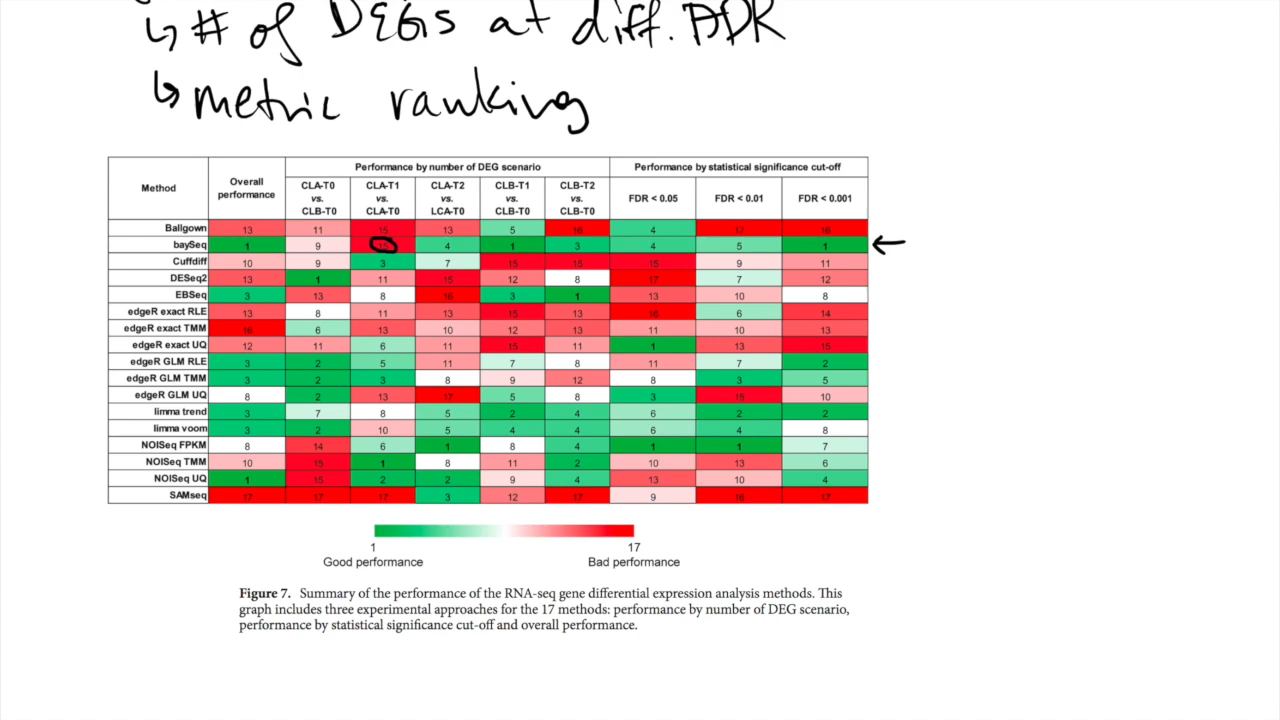 ↳ # of DEGs at diff. FDR
↳ metric ranking
Method Overall performance Performance by number of DEG scenario Performance by statistical significance cut-off
CLA-T0 vs. CLB-T0 CLA-T1 vs. CLA-T0 CLA-T2 vs. LCA-T0 CLB-T1 vs. CLB-T0 CLB-T2 vs. CLB-T0 FDR < 0.05 FDR < 0.01 FDR < 0.001
Ballgown 13 11 15 13 5 16 4 17 16
baySeq 1 9 15 4 1 3 4 5 1 ←
Cuffdiff 10 9 3 7 15 15 15 9 11
DESeq2 13 1 11 15 12 8 17 7 12
EBSeq 3 13 8 16 3 1 13 10 8
edgeR exact RLE 13 8 11 13 15 13 16 6 14
edgeR exact TMM 16 6 13 10 12 13 11 10 13
edgeR exact UQ 12 11 6 11 15 11 1 13 15
edgeR GLM RLE 3 2 5 11 7 8 11 7 2
edgeR GLM TMM 3 2 3 8 9 12 8 3 5
edgeR GLM UQ 8 2 13 17 5 8 3 15 10
limma trend 3 7 8 5 2 4 6 2 2
limma voom 3 2 10 5 4 4 6 4 8
NOISeq FPKM 8 14 6 1 8 4 1 1 7
NOISeq TMM 10 15 1 8 11 2 10 13 6
NOISeq UQ 1 15 2 2 9 4 13 10 4
SAMseq 17 17 17 3 12 17 9 16 17
1 17
Good performance Bad performance
Figure 7. Summary of the performance of the RNA-seq gene differential expression analysis methods. This
graph includes three experimental approaches for the 17 methods: performance by number of DEG scenario,
performance by statistical significance cut-off and overall performance.